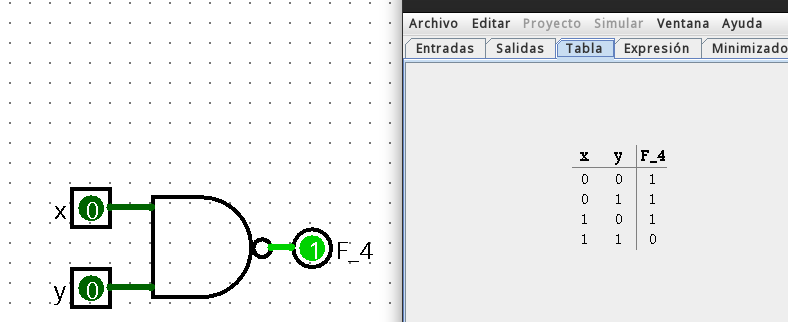 Archivo Editar Proyecto Simular Ventana Ayuda
Entradas Salidas Tabla Expresión Minimizado
x y F_4
0 0 1
0 1 1
1 0 1
1 1 0
x 0
1 F_4
y 0